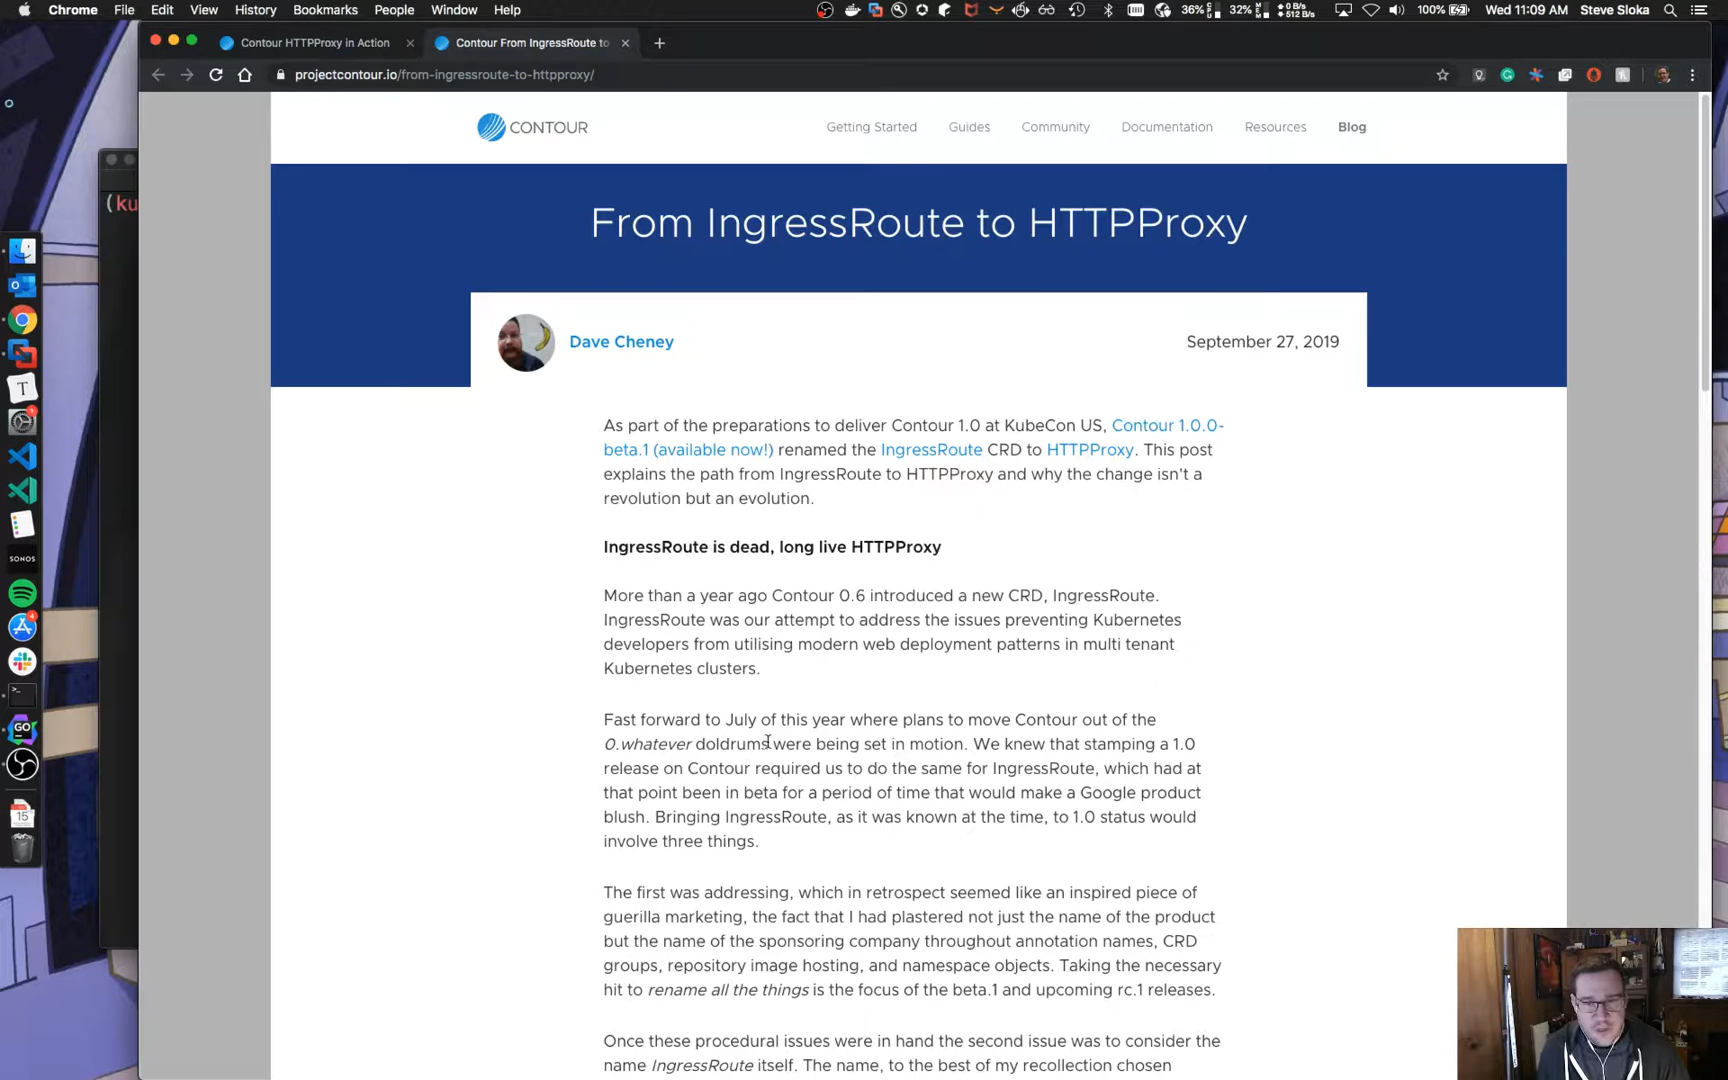 Chrome File Edit View History Bookmarks People Window Help 36% 32% 0 B/s 512 B/s 100% Wed 11:09 AM Steve Sloka
Contour HTTPProxy in Action
Contour From IngressRoute to
projectcontour.io/from-ingressroute-to-httpproxy/
(ku
CONTOUR Getting Started Guides Community Documentation Resources Blog
From IngressRoute to HTTPProxy
Dave Cheney September 27, 2019
As part of the preparations to deliver Contour 1.0 at KubeCon US, Contour 1.0.0-
beta.1 (available now!) renamed the IngressRoute CRD to HTTPProxy. This post
explains the path from IngressRoute to HTTPProxy and why the change isn't a
revolution but an evolution.
IngressRoute is dead, long live HTTPProxy
More than a year ago Contour 0.6 introduced a new CRD, IngressRoute.
IngressRoute was our attempt to address the issues preventing Kubernetes
developers from utilising modern web deployment patterns in multi tenant
Kubernetes clusters.
Fast forward to July of this year where plans to move Contour out of the
0.whatever doldrums were being set in motion. We knew that stamping a 1.0
release on Contour required us to do the same for IngressRoute, which had at
that point been in beta for a period of time that would make a Google product
blush. Bringing IngressRoute, as it was known at the time, to 1.0 status would
involve three things.
The first was addressing, which in retrospect seemed like an inspired piece of
guerilla marketing, the fact that I had plastered not just the name of the product
but the name of the sponsoring company throughout annotation names, CRD
groups, repository image hosting, and namespace objects. Taking the necessary
hit to rename all the things is the focus of the beta.1 and upcoming rc.1 releases.
Once these procedural issues were in hand the second issue was to consider the
name IngressRoute itself. The name, to the best of my recollection chosen
T
SONOS
GO
15